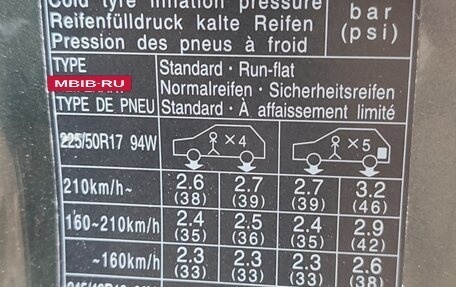 Cold tyre inflation pressure
Reifenfülldruck kalte Reifen
Pression des pneus à froid
bar
(psi)
TYPE
MBIB.RU
TYPE DE PNEU
Standard · Run-flat
Normalreifen · Sicherheitsreifen
Standard · À affaissement limité
225/50R17 94W
×4
×5
210km/h~
2.6 2.7 2.7 3.2
(38) (39) (39) (46)
160~210km/h
2.4 2.5 2.4 2.9
(35) (36) (35) (42)
~160km/h
2.3 2.3 2.3 2.6
(33) (33) (33) (38)